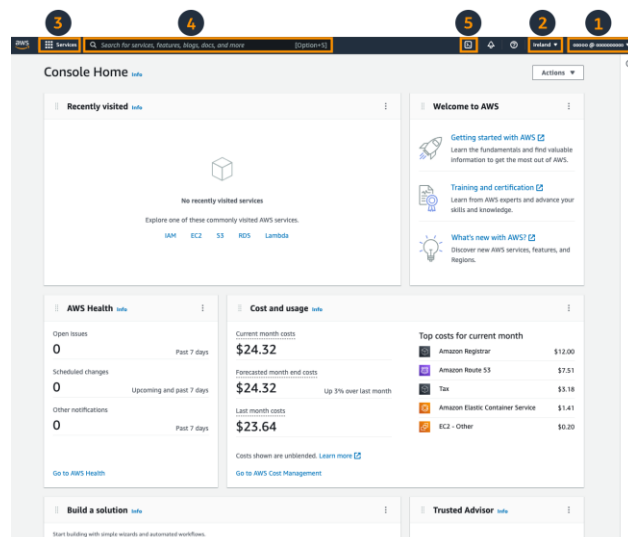 3 4 5 2 1
aws Services Search for services, features, blogs, docs, and more [Option+S] Ireland
Console Home Info Actions
Recently visited Info
No recently visited services
Explore one of these commonly visited AWS services.
IAM EC2 S3 RDS Lambda
Welcome to AWS
Getting started with AWS
Learn the fundamentals and find valuable
information to get the most out of AWS.
Training and certification
Learn from AWS experts and advance your
skills and knowledge.
What's new with AWS?
Discover new AWS services, features, and
Regions.
AWS Health Info
Open issues
0 Past 7 days
Scheduled changes
0 Upcoming and past 7 days
Other notifications
0 Past 7 days
Go to AWS Health
Cost and usage Info
Current month costs
$24.32
Forecasted month end costs
$24.32 Up 3% over last month
Last month costs
$23.64
Costs shown are unblended. Learn more
Go to AWS Cost Management
Top costs for current month
Amazon Registrar $12.00
Amazon Route 53 $7.51
Tax $3.18
Amazon Elastic Container Service $1.41
EC2 - Other $0.20
Build a solution Info
Start building with simple wizards and automated workflows.
Trusted Advisor Info